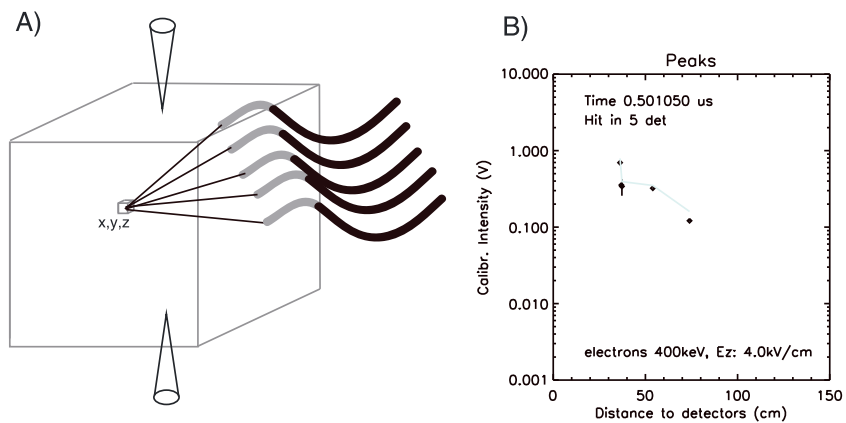 A)
x,y,z
B)
Peaks
10.000
1.000
0.100
0.010
0.001
Calibr. Intensity (V)
Time 0.501050 us
Hit in 5 det
electrons 400keV, Ez: 4.0kV/cm
0
50
100
150
Distance to detectors (cm)